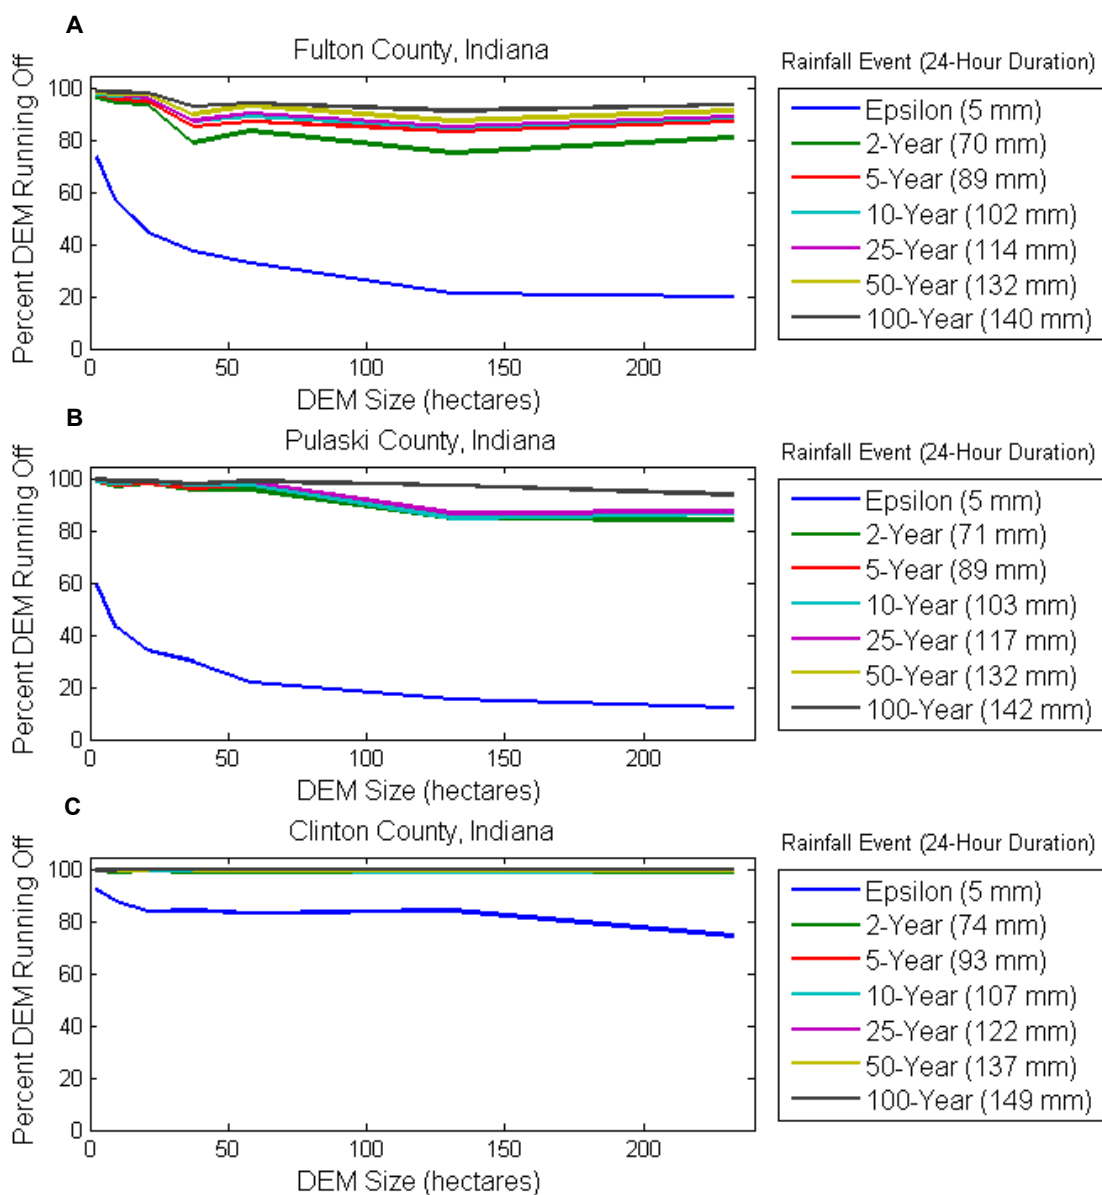 A
Fulton County, Indiana
Percent DEM Running Off
100
80
60
40
20
0
0
50
100
150
200
DEM Size (hectares)
Rainfall Event (24-Hour Duration)
Epsilon (5 mm)
2-Year (70 mm)
5-Year (89 mm)
10-Year (102 mm)
25-Year (114 mm)
50-Year (132 mm)
100-Year (140 mm)
B
Pulaski County, Indiana
Percent DEM Running Off
100
80
60
40
20
0
0
50
100
150
200
DEM Size (hectares)
Rainfall Event (24-Hour Duration)
Epsilon (5 mm)
2-Year (71 mm)
5-Year (89 mm)
10-Year (103 mm)
25-Year (117 mm)
50-Year (132 mm)
100-Year (142 mm)
C
Clinton County, Indiana
Percent DEM Running Off
100
80
60
40
20
0
0
50
100
150
200
DEM Size (hectares)
Rainfall Event (24-Hour Duration)
Epsilon (5 mm)
2-Year (74 mm)
5-Year (93 mm)
10-Year (107 mm)
25-Year (122 mm)
50-Year (137 mm)
100-Year (149 mm)